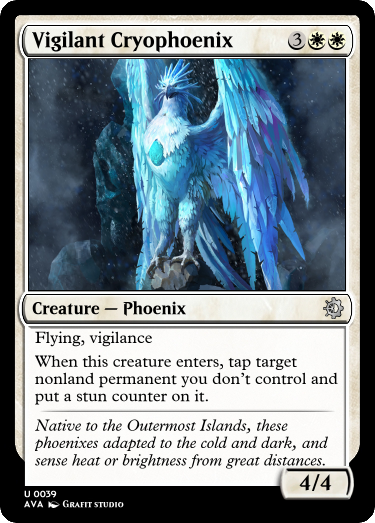 Vigilant Cryophoenix 3
Creature — Phoenix
Flying, vigilance
When this creature enters, tap target
nonland permanent you don't control and
put a stun counter on it.
Native to the Outermost Islands, these
phoenixes adapted to the cold and dark, and
sense heat or brightness from great distances.
4/4
U 0039
AVA Grafit studio